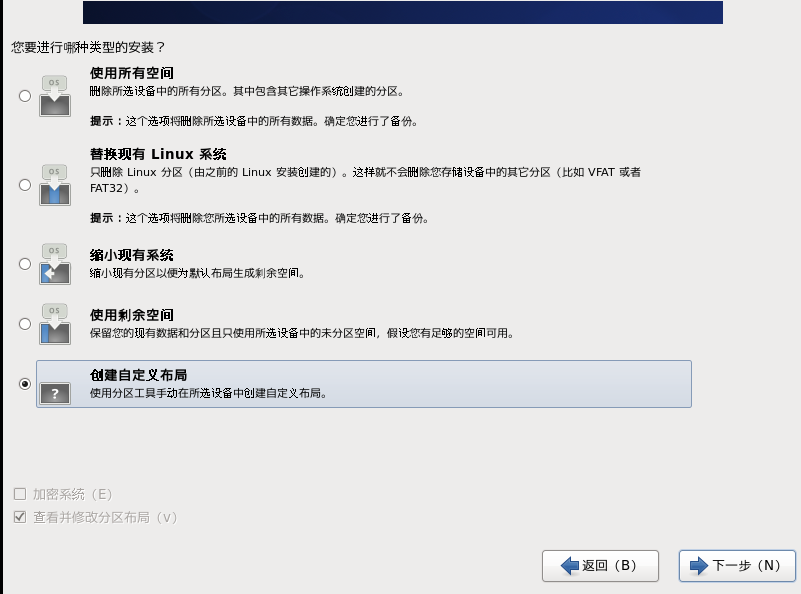 您要进行哪种类型的安装？
OS
使用所有空间
删除所选设备中的所有分区。其中包含其它操作系统创建的分区。
提示：这个选项将删除所选设备中的所有数据。确定您进行了备份。
OS
替换现有 Linux 系统
只删除 Linux 分区（由之前的 Linux 安装创建的）。这样就不会删除您存储设备中的其它分区（比如 VFAT 或者
FAT32）。
提示：这个选项将删除您所选设备中的所有数据。确定您进行了备份。
OS
缩小现有系统
缩小现有分区以便为默认布局生成剩余空间。
OS
使用剩余空间
保留您的现有数据和分区且只使用所选设备中的未分区空间，假设您有足够的空间可用。
?
创建自定义布局
使用分区工具手动在所选设备中创建自定义布局。
加密系统（E）
查看并修改分区布局（v）
返回（B）
下一步（N）